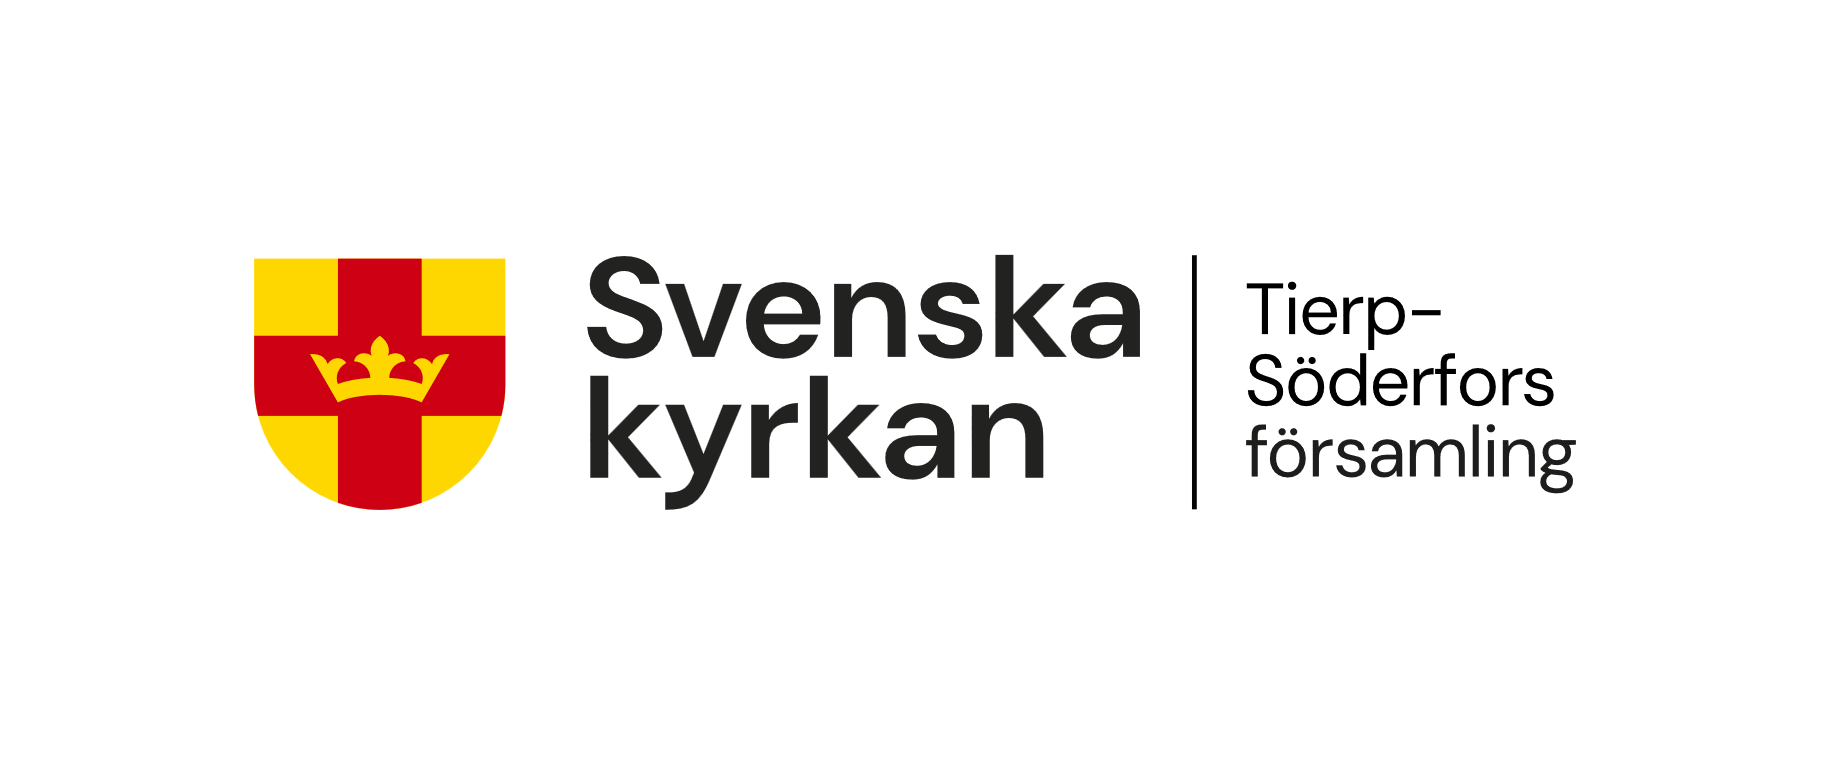 Svenska
kyrkan
Tierp-
Söderfors
församling